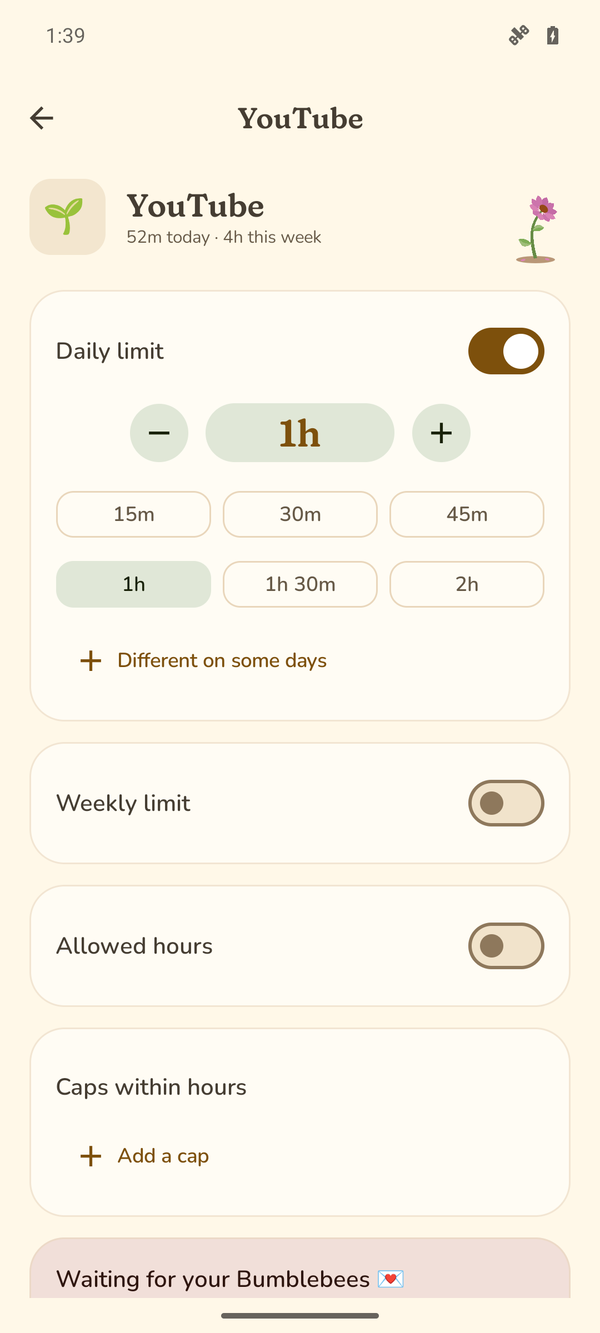 1:39
YouTube
YouTube
52m today · 4h this week
Daily limit
1h
15m 30m 45m
1h 1h 30m 2h
Different on some days
Weekly limit
Allowed hours
Caps within hours
Add a cap
Waiting for your Bumblebees 💌